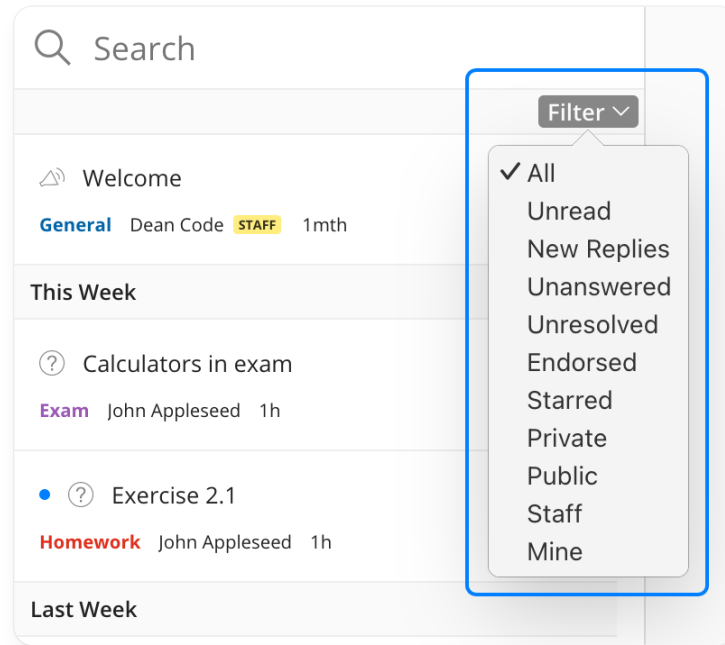 Search
Filter
Welcome
General Dean Code STAFF 1mth
This Week
Calculators in exam
Exam John Appleseed 1h
Exercise 2.1
Homework John Appleseed 1h
Last Week
All
Unread
New Replies
Unanswered
Unresolved
Endorsed
Starred
Private
Public
Staff
Mine